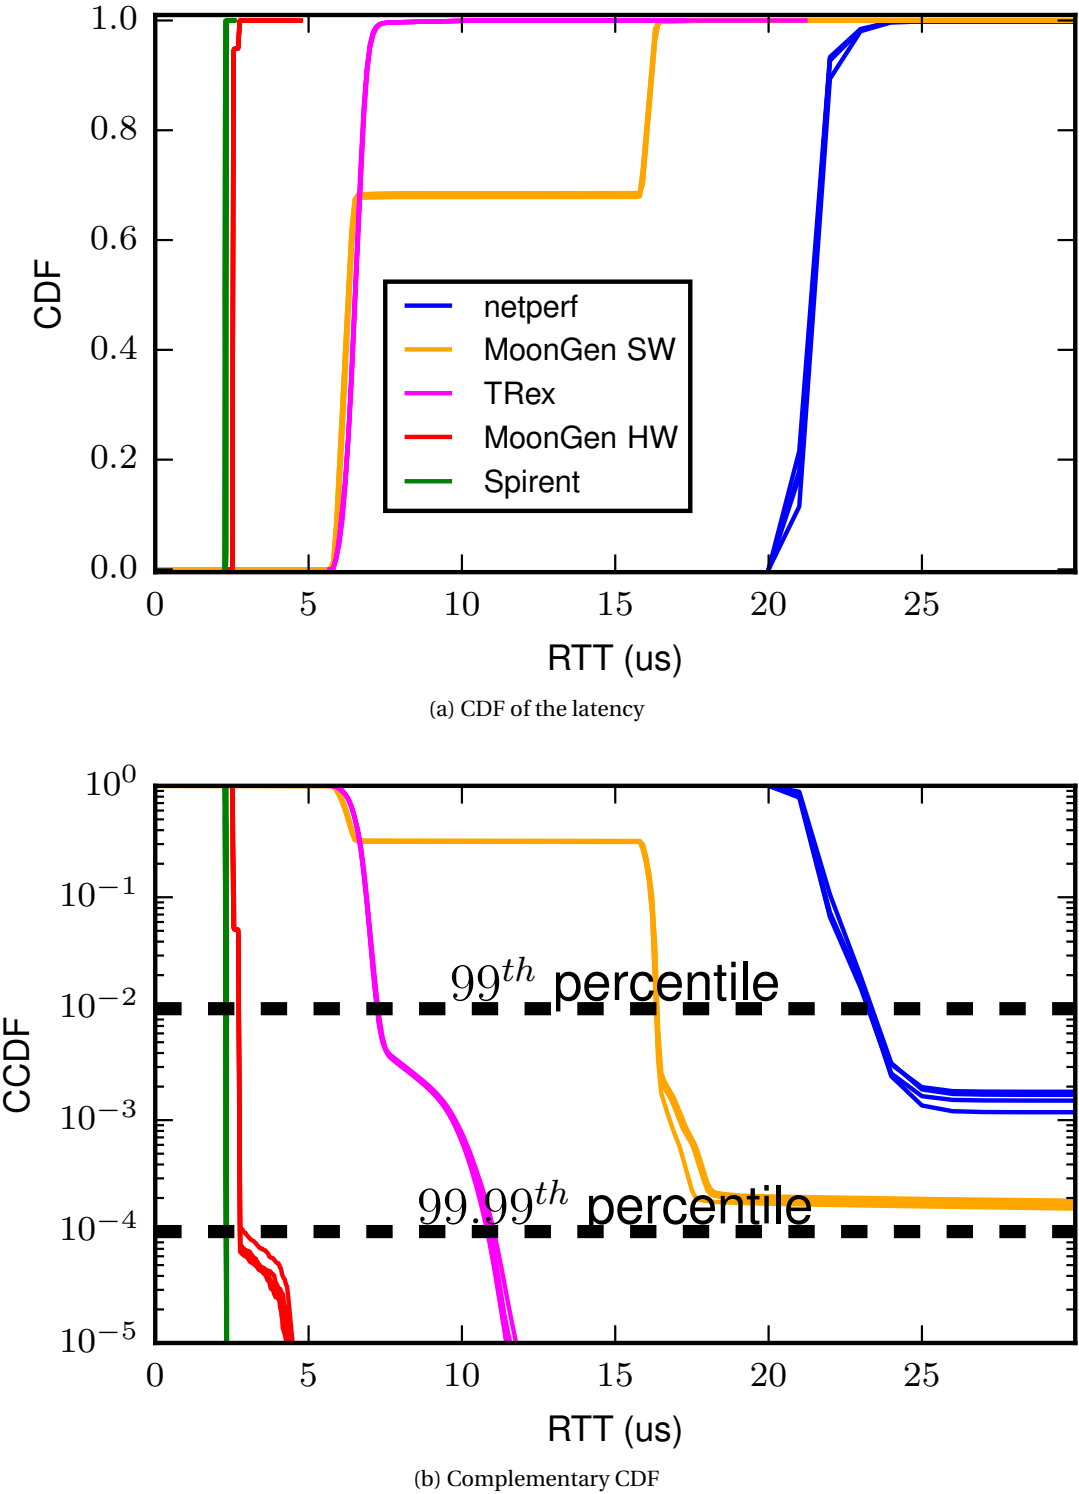 1.0
0.8
0.6
0.4
0.2
0.0
CDF
netperf
MoonGen SW
TRex
MoonGen HW
Spirent
0 5 10 15 20 25
RTT (us)
(a) CDF of the latency
10^0
10^{-1}
10^{-2}
10^{-3}
10^{-4}
10^{-5}
CCDF
99^{th} percentile
99.99^{th} percentile
0 5 10 15 20 25
RTT (us)
(b) Complementary CDF